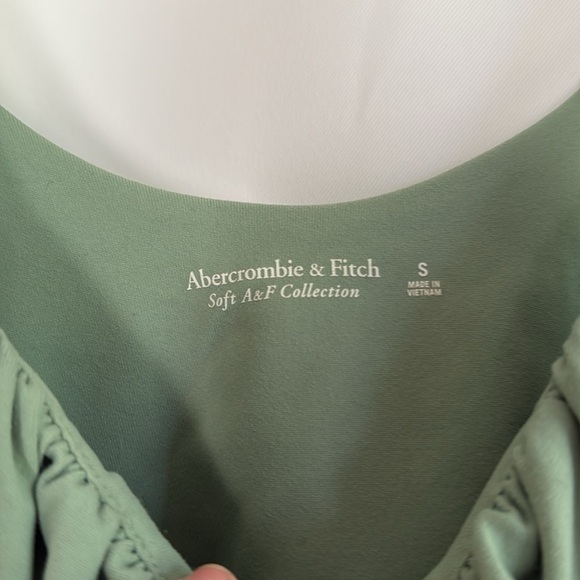 Abercrombie & Fitch
Soft A&F Collection
S
MADE IN
VIETNAM